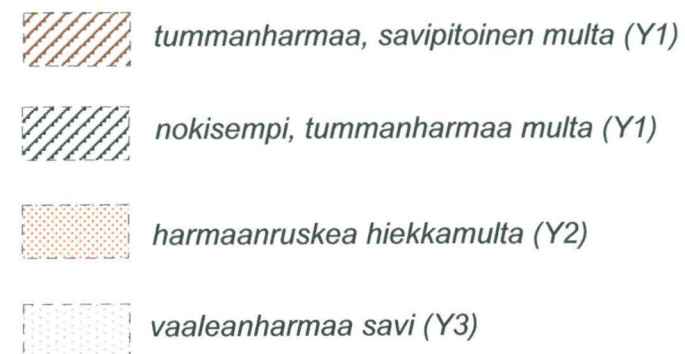 tummanharmaa, savipitoinen multa (Y1)
nokisempi, tummanharmaa multa (Y1)
harmaanruskea hiekkamulta (Y2)
vaaleanharmaa savi (Y3)